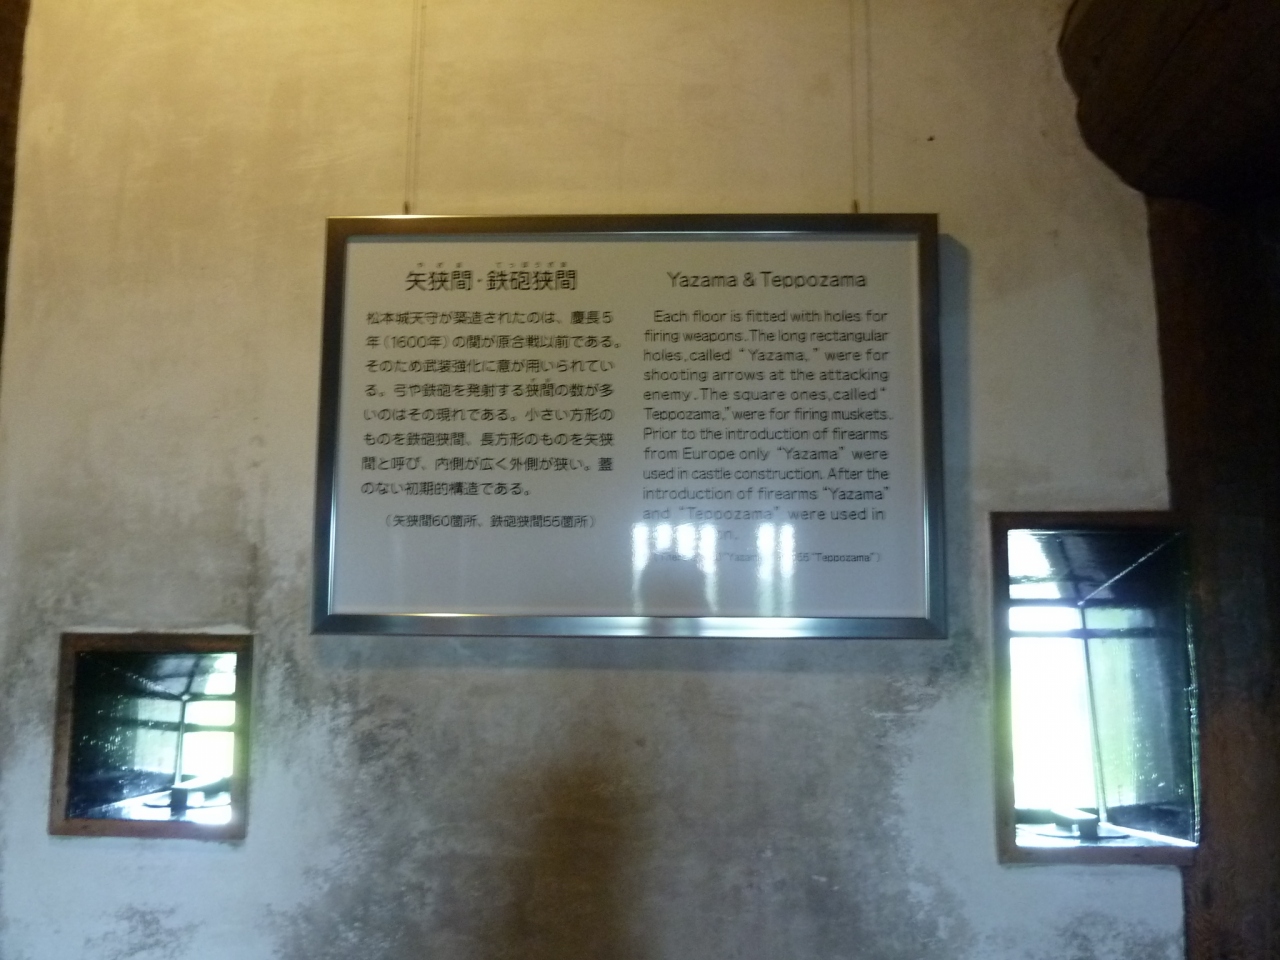 矢狭間・鉄砲狭間
松本城天守が築造されたのは、慶長5
年(1600年)の関が原合戦以前である。
そのため武装強化に意が用いられてい
る。弓や鉄砲を発射する狭間の数が多
いのはその現れである。小さい方形の
ものを鉄砲狭間、長方形のものを矢狭
間と呼び、内側が広く外側が狭い。蓋
のない初期的構造である。
(矢狭間60箇所、鉄砲狭間55箇所)
Yazama & Teppozama
Each floor is fitted with holes for
firing weapons. The long rectangular
holes, called "Yazama, " were for
shooting arrows at the attacking
enemy. The square ones, called "
Teppozama," were for firing muskets.
Prior to the introduction of firearms
from Europe only "Yazama" were
used in castle construction. After the
introduction of firearms "Yazama"
and "Teppozama" were used in
"Teppozama")